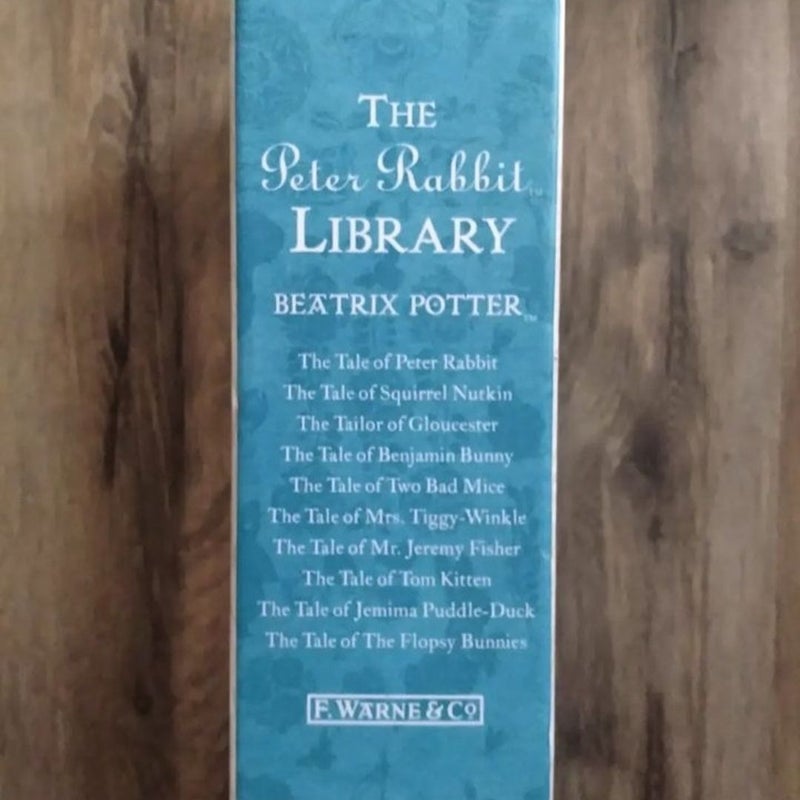 THE
Peter Rabbit™
LIBRARY
BEATRIX POTTER™
The Tale of Peter Rabbit
The Tale of Squirrel Nutkin
The Tailor of Gloucester
The Tale of Benjamin Bunny
The Tale of Two Bad Mice
The Tale of Mrs. Tiggy-Winkle
The Tale of Mr. Jeremy Fisher
The Tale of Tom Kitten
The Tale of Jemima Puddle-Duck
The Tale of The Flopsy Bunnies
F. WARNE & Co